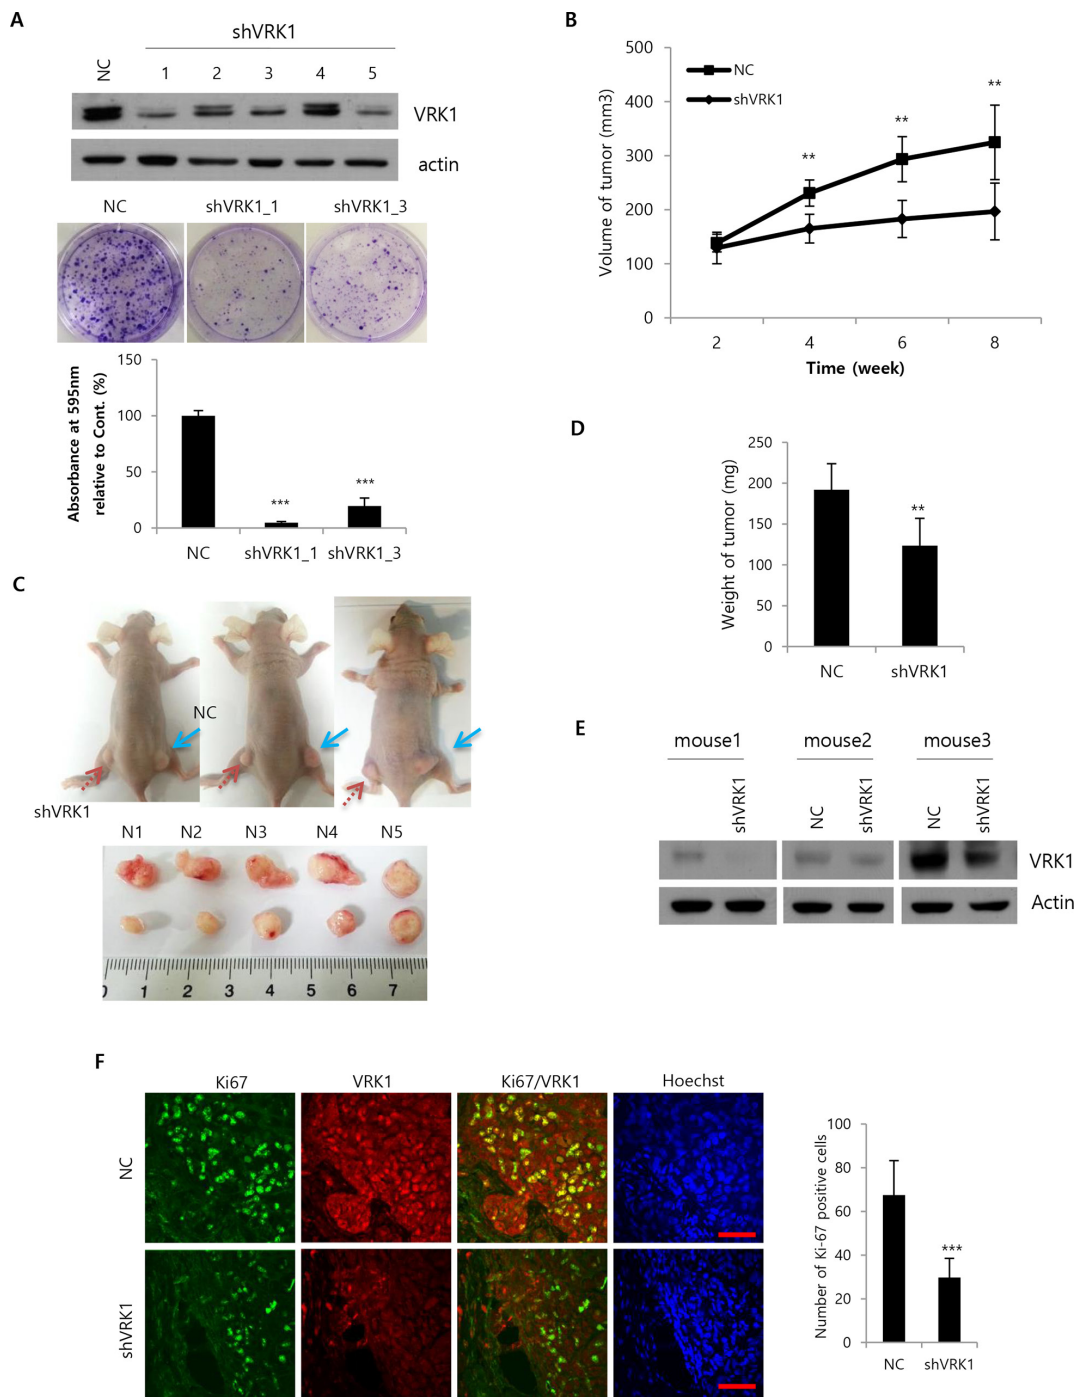 A
shVRK1
NC 1 2 3 4 5
VRK1
actin
NC shVRK1_1 shVRK1_3
Absorbance at 595nm
relative to Cont. (%)
150
100
50
0
***
***
NC shVRK1_1 shVRK1_3
B
Volume of tumor (mm3)
500
400
300
200
100
0
NC
shVRK1
**
**
**
2 4 6 8
Time (week)
C
NC
shVRK1
N1 N2 N3 N4 N5
0 1 2 3 4 5 6 7
D
Weight of tumor (mg)
250
200
150
100
50
0
**
NC shVRK1
E
mouse1 mouse2 mouse3
shVRK1 NC shVRK1 NC shVRK1
VRK1
Actin
F
Ki67 VRK1 Ki67/VRK1 Hoechst
NC
shVRK1
Number of Ki-67 positive cells
100
80
60
40
20
0
***
NC shVRK1